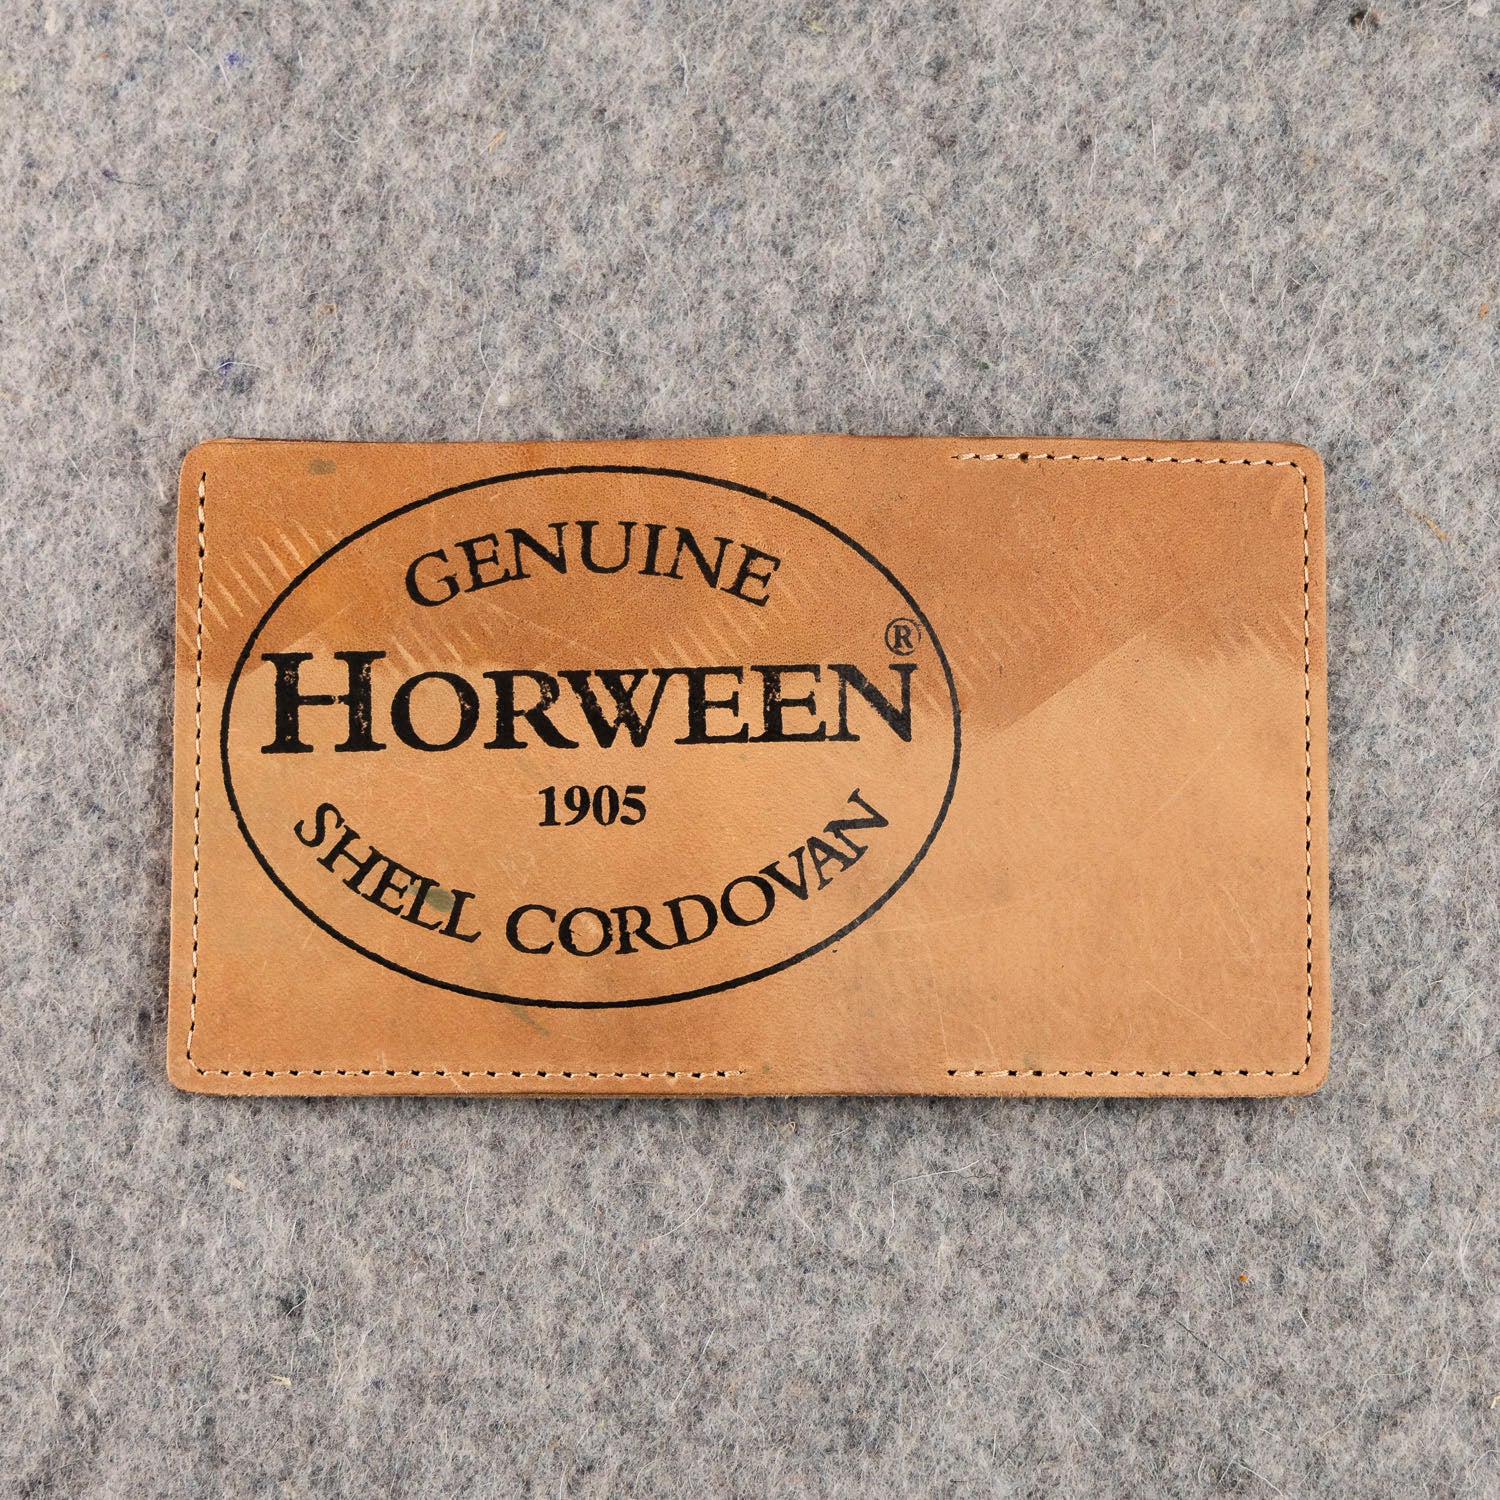 GENUINE
HORWEEN®
1905
SHELL CORDOVAN